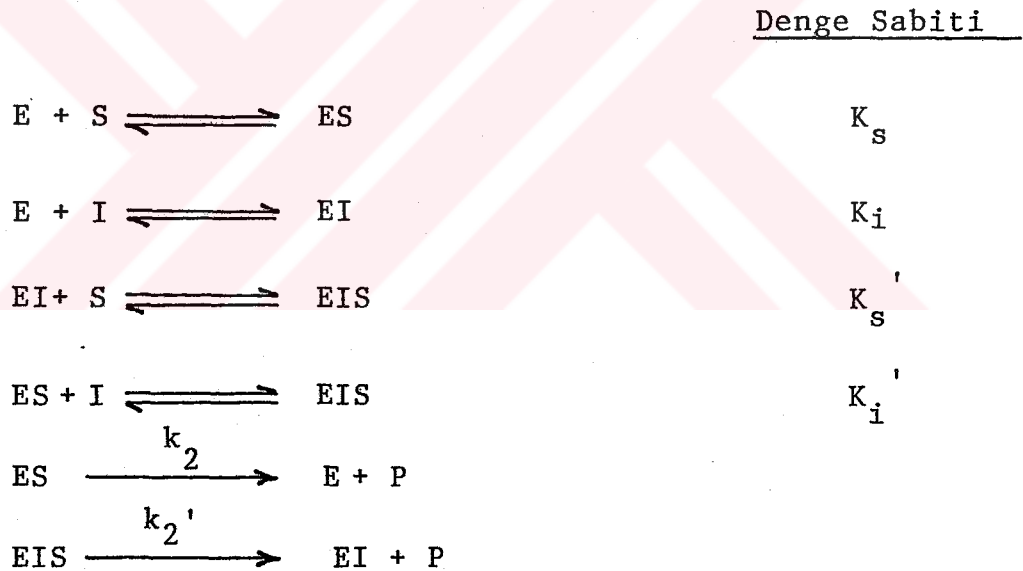 Denge Sabiti
E + S ⇌ ES K_s
E + I ⇌ EI K_i
EI+ S ⇌ EIS K_s'
ES + I ⇌ EIS K_i'
k_2
ES → E + P
k_2'
EIS → EI + P